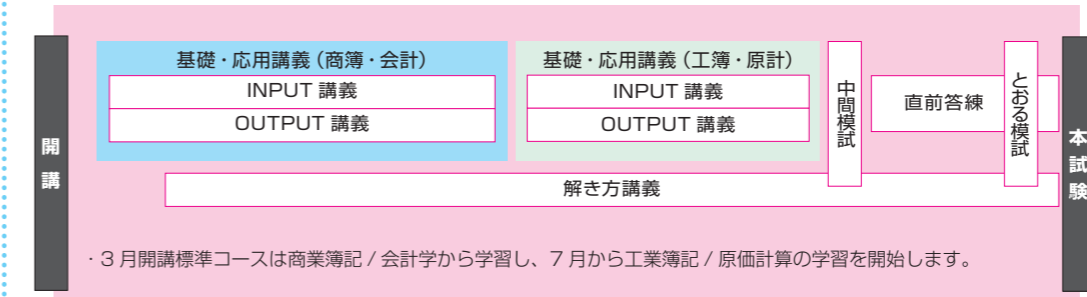 開講
基礎・応用講義（商簿・会計）
INPUT 講義
OUTPUT 講義
基礎・応用講義（工簿・原計）
INPUT 講義
OUTPUT 講義
中間模試
直前答練
とおる模試
解き方講義
本試験
・3 月開講標準コースは商業簿記 / 会計学から学習し、7 月から工業簿記 / 原価計算の学習を開始します。